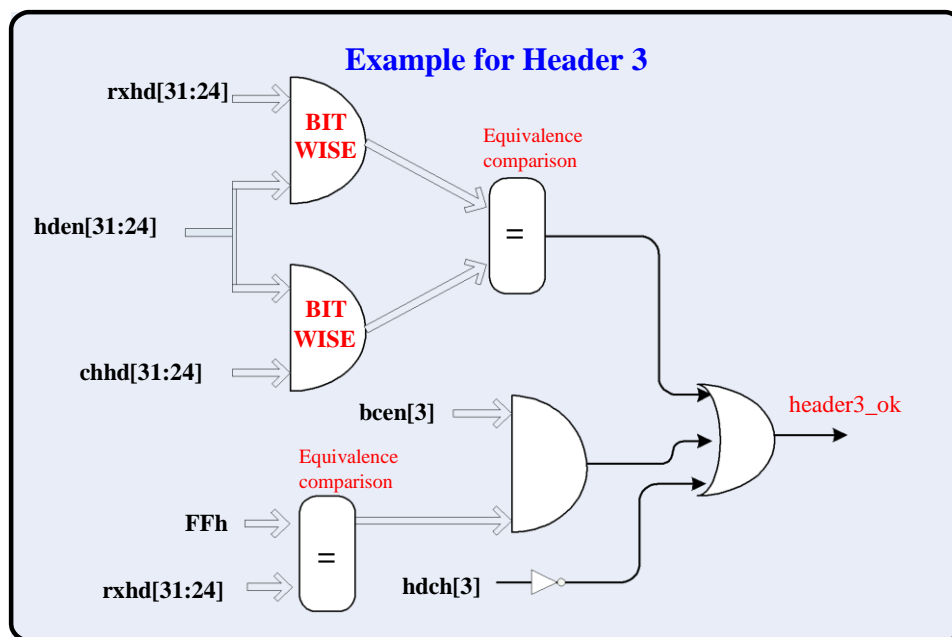 Example for Header 3
rxhd[31:24]
BIT
WISE
Equivalence
comparison
hden[31:24]
=
BIT
WISE
chhd[31:24]
bcen[3]
header3_ok
Equivalence
comparison
FFh
=
rxhd[31:24]
hdch[3]